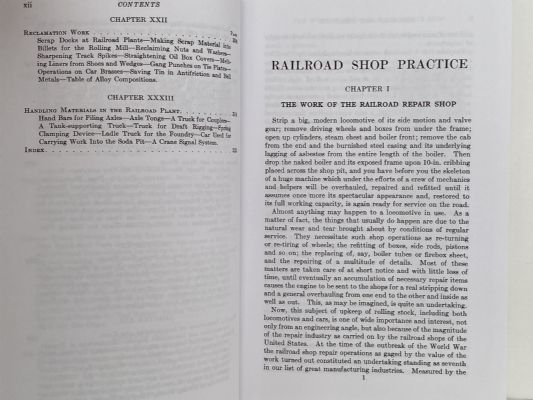 xii CONTENTS
CHAPTER XXII
RECLAMATION WORK
Scrap Docks at Railroad Plants—Making Scrap Material into
Billets for the Rolling Mill—Reclaiming Nuts and Washers—
Sharpening Track Spikes—Straightening Oil Box Covers—Melt-
ing Liners from Shoes and Wedges—Gang Punches on Tie Plates—
Operations on Car Brasses—Saving Tin in Antifriction and Bell
Metals—Table of Alloy Compositions.
CHAPTER XXXIII
HANDLING MATERIALS IN THE RAILROAD PLANT
Hand Bars for Piling Axles—Axle Tongs—A Truck for Couples—
A Tank-supporting Truck—Truck for Draft Rigging—Spring
Clamping Device—Ladle Truck for the Foundry—Car Used for
Carrying Work Into the Soda Pit—A Crane Signal System.
INDEX
RAILROAD SHOP PRACTICE
CHAPTER I
THE WORK OF THE RAILROAD REPAIR SHOP
Strip a big, modern locomotive of its side motion and valve
gear; remove driving wheels and boxes from under the frame;
open up cylinders, steam chest and boiler front; remove the cab
from the end and the burnished steel casing and its underlying
lagging of asbestos from the entire length of the boiler. Then
drop the naked boiler and its exposed frame upon 10-in. cribbing
placed across the shop pit, and you have before you the skeleton
of a huge machine which under the efforts of a crew of mechanics
and helpers will be overhauled, repaired and refitted until it
assumes once more its spectacular appearance and, restored to
its full working capacity, is again ready for service on the road.
Almost anything may happen to a locomotive in use. As a
matter of fact, the things that usually do happen are due to the
natural wear and tear brought about by conditions of regular
service. They necessitate such shop operations as re-turning
or re-tiring of wheels; the refitting of boxes, side rods, pistons
and so on; the replacing of, say, boiler tubes or firebox sheet,
and the repairing of a multitude of details. Most of these
matters are taken care of at short notice and with little loss of
time, until eventually an accumulation of necessary repair items
causes the engine to be sent to the shops for a real stripping down
and a general overhauling from one end to the other and inside as
well as out. This, as may be imagined, is quite an undertaking.
Now, this subject of upkeep of rolling stock, including both
locomotives and cars, is one of wide importance and interest, not
only from an engineering angle, but also because of the magnitude
of the repair industry as carried on by the railroad shops of the
United States. At the time of the outbreak of the World War
the railroad shop repair operations as gaged by the value of the
work turned out constituted an undertaking standing as seventh
in our list of great manufacturing industries. Measured by the
1